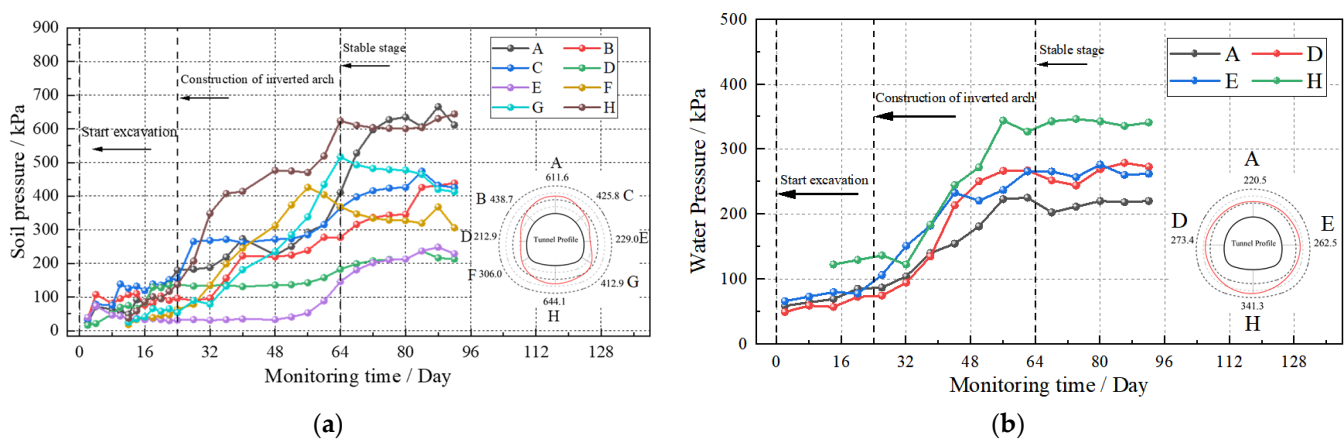 900
800
700
600
500
400
300
200
100
0
Soil pressure / kPa
0 16 32 48 64 80 96 112 128
Monitoring time / Day
Start excavation
Construction of inverted arch
Stable stage
A B
C D
E F
G H
A
611.6
B 438.7
425.8 C
D 212.9
229.0 E
F 306.0
412.9 G
644.1
H
Tunnel Profile
(a)
500
400
300
200
100
0
Water Pressure / kPa
0 16 32 48 64 80 96 112 128
Monitoring time / Day
Start excavation
Construction of inverted arch
Stable stage
A D
E H
A
220.5
D
273.4
E
262.5
341.3
H
Tunnel Profile
(b)